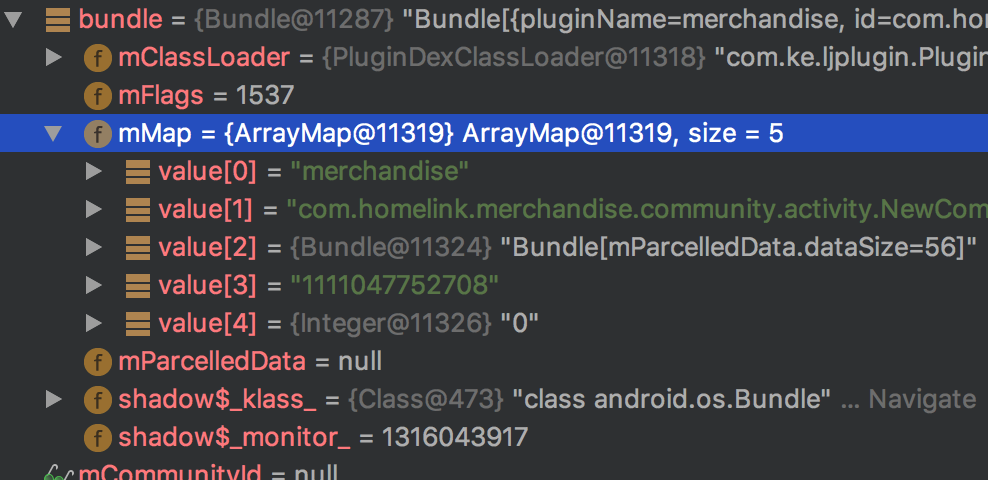 bundle = {Bundle@11287} "Bundle[{pluginName=merchandise, id=com.hom
f mClassLoader = {PluginDexClassLoader@11318} "com.ke.ljplugin.Plugin
f mFlags = 1537
f mMap = {ArrayMap@11319} ArrayMap@11319, size = 5
value[0] = "merchandise"
value[1] = "com.homelink.merchandise.community.activity.NewCom
value[2] = {Bundle@11324} "Bundle[mParcelledData.dataSize=56]"
value[3] = "1111047752708"
value[4] = {Integer@11326} "0"
f mParcelledData = null
f shadow$_klass_ = {Class@473} "class android.os.Bundle" ... Navigate
f shadow$_monitor_ = 1316043917
mCommunityId = null